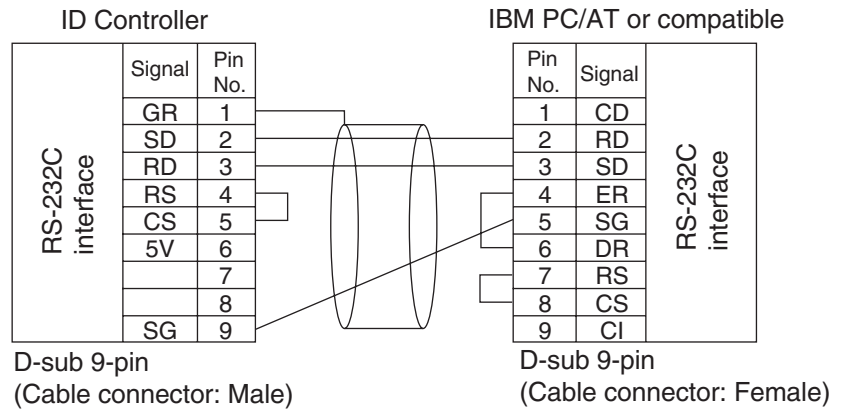 ID Controller
IBM PC/AT or compatible
RS-232C
interface
Signal Pin
No.
GR 1
SD 2
RD 3
RS 4
CS 5
5V 6
7
8
SG 9
Pin
No. Signal
1 CD
2 RD
3 SD
4 ER
5 SG
6 DR
7 RS
8 CS
9 CI
RS-232C
interface
D-sub 9-pin
(Cable connector: Male)
D-sub 9-pin
(Cable connector: Female)